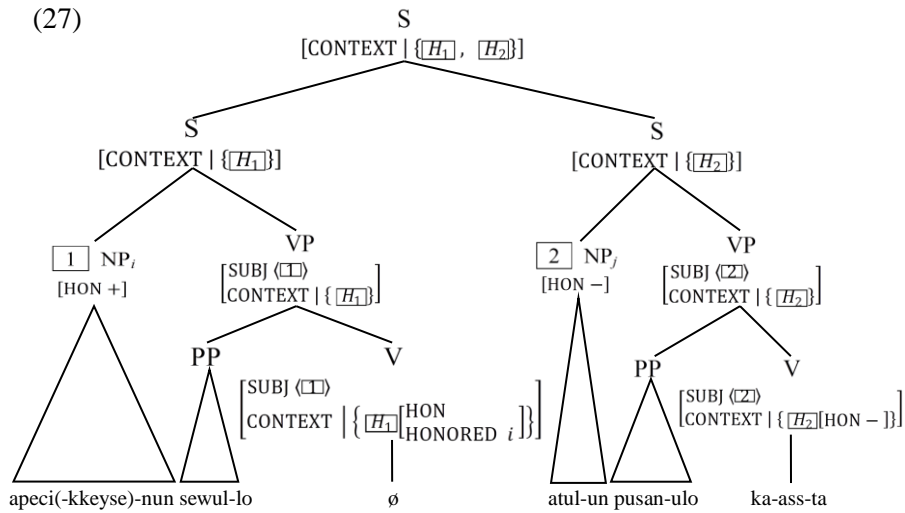 (27)
S
[CONTEXT | {H₁, H₂}]
S S
[CONTEXT | {H₁}] [CONTEXT | {H₂}]
1 NPᵢ VP 2 NPⱼ VP
[HON +] [SUBJ ⟨1⟩ [HON −] [SUBJ ⟨2⟩
CONTEXT | {H₁}] CONTEXT | {H₂}]
PP V PP V
[SUBJ ⟨1⟩ [SUBJ ⟨2⟩
CONTEXT | {H₁[HON CONTEXT | {H₂[HON −]}]
HONORED i]}]
apeci(-kkeyse)-nun sewul-lo ø atul-un pusan-ulo ka-ass-ta